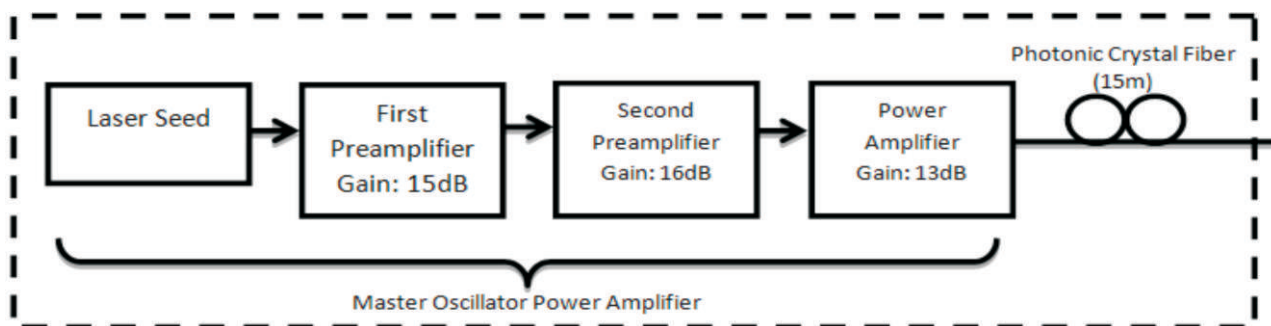 Photonic Crystal Fiber
(15m)
Laser Seed
First
Preamplifier
Gain: 15dB
Second
Preamplifier
Gain: 16dB
Power
Amplifier
Gain: 13dB
Master Oscillator Power Amplifier